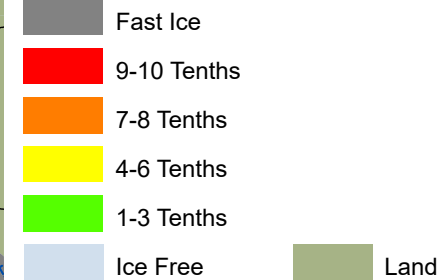 Fast Ice
9-10 Tenths
7-8 Tenths
4-6 Tenths
1-3 Tenths
Ice Free Land